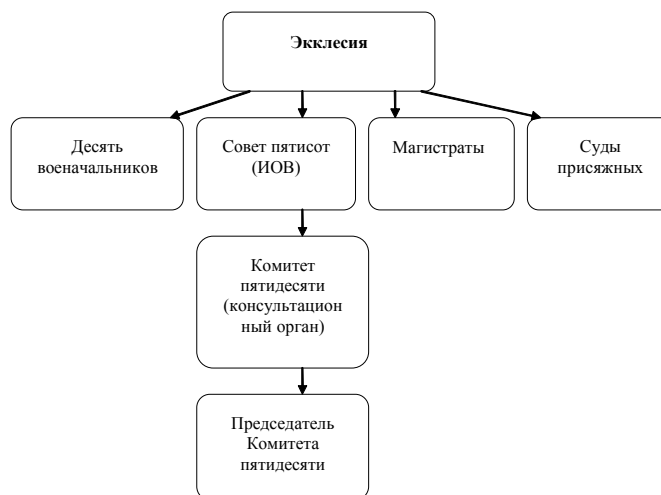 Экклесия
Десять
военачальников
Совет пятисот
(ИОВ)
Магистраты
Суды
присяжных
Комитет
пятидесяти
(консультацион
ный орган)
Председатель
Комитета
пятидесяти